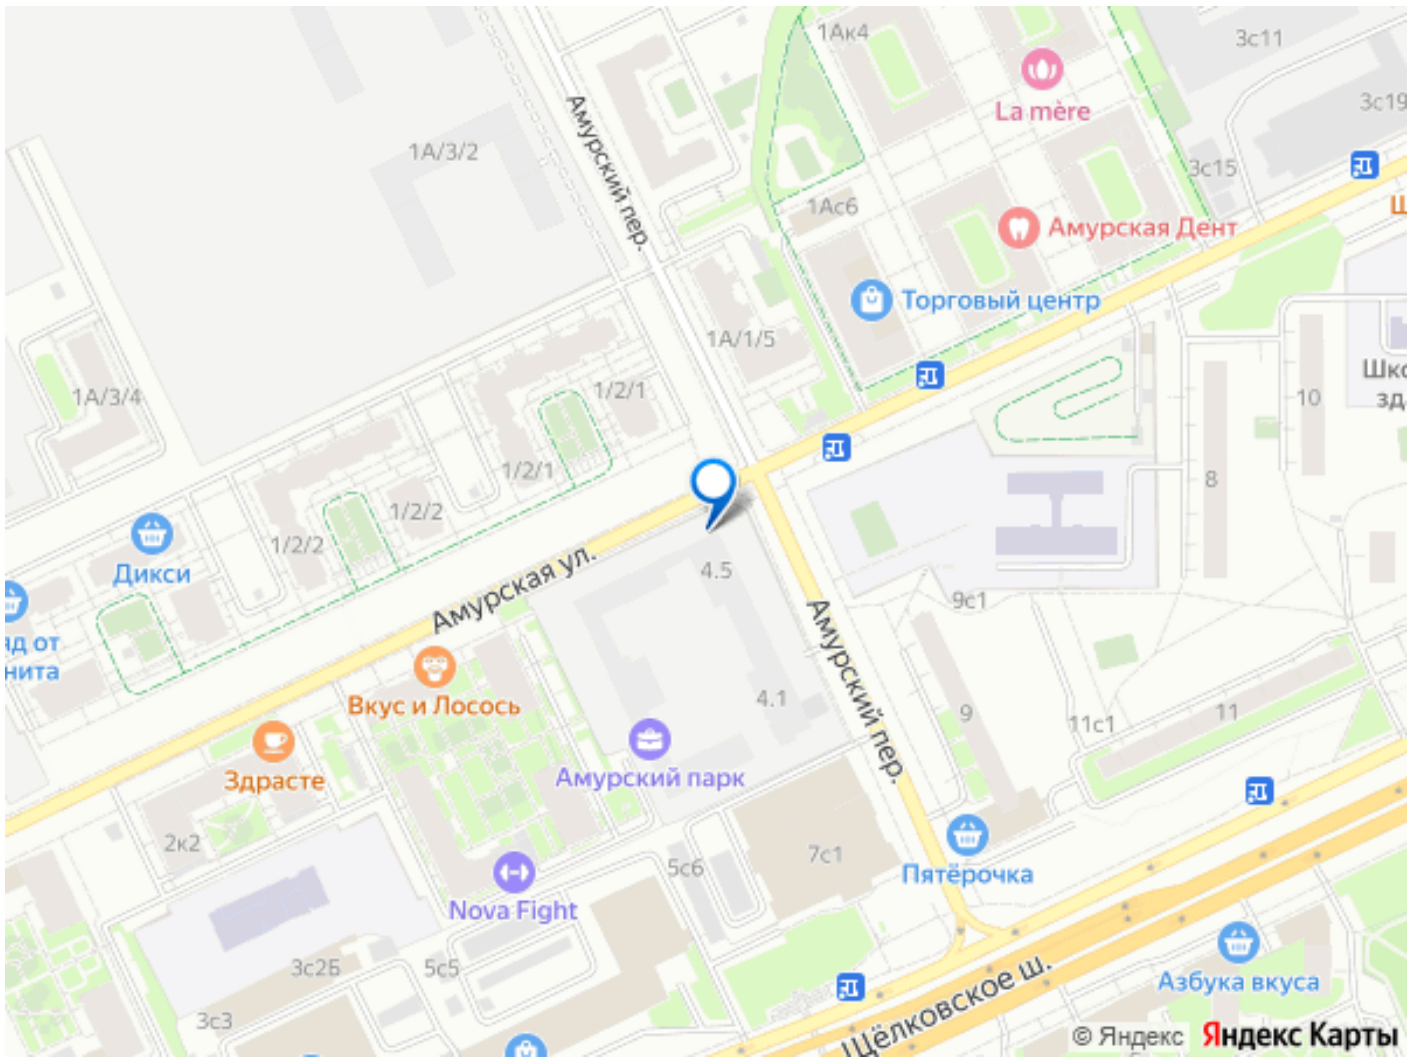 1Ак4
3с11
La mère
3с19
Амурский пер.
1А/3/2
3с15
1Ас6
Амурская Дент
Торговый центр
1А/1/5
1/2/1
1А/3/4
10
1/2/1
8
1/2/2
1/2/2
Дикси
Амурская ул.
4.5
9с1
Амурский пер.
Вкус и Лосось
4.1
9
11с1
11
Здрасте
Амурский парк
2к2
7с1
5с6
Пятёрочка
Nova Fight
3с2Б
5с5
Щёлковское ш.
Азбука вкуса
3с3
© Яндекс Яндекс Карты